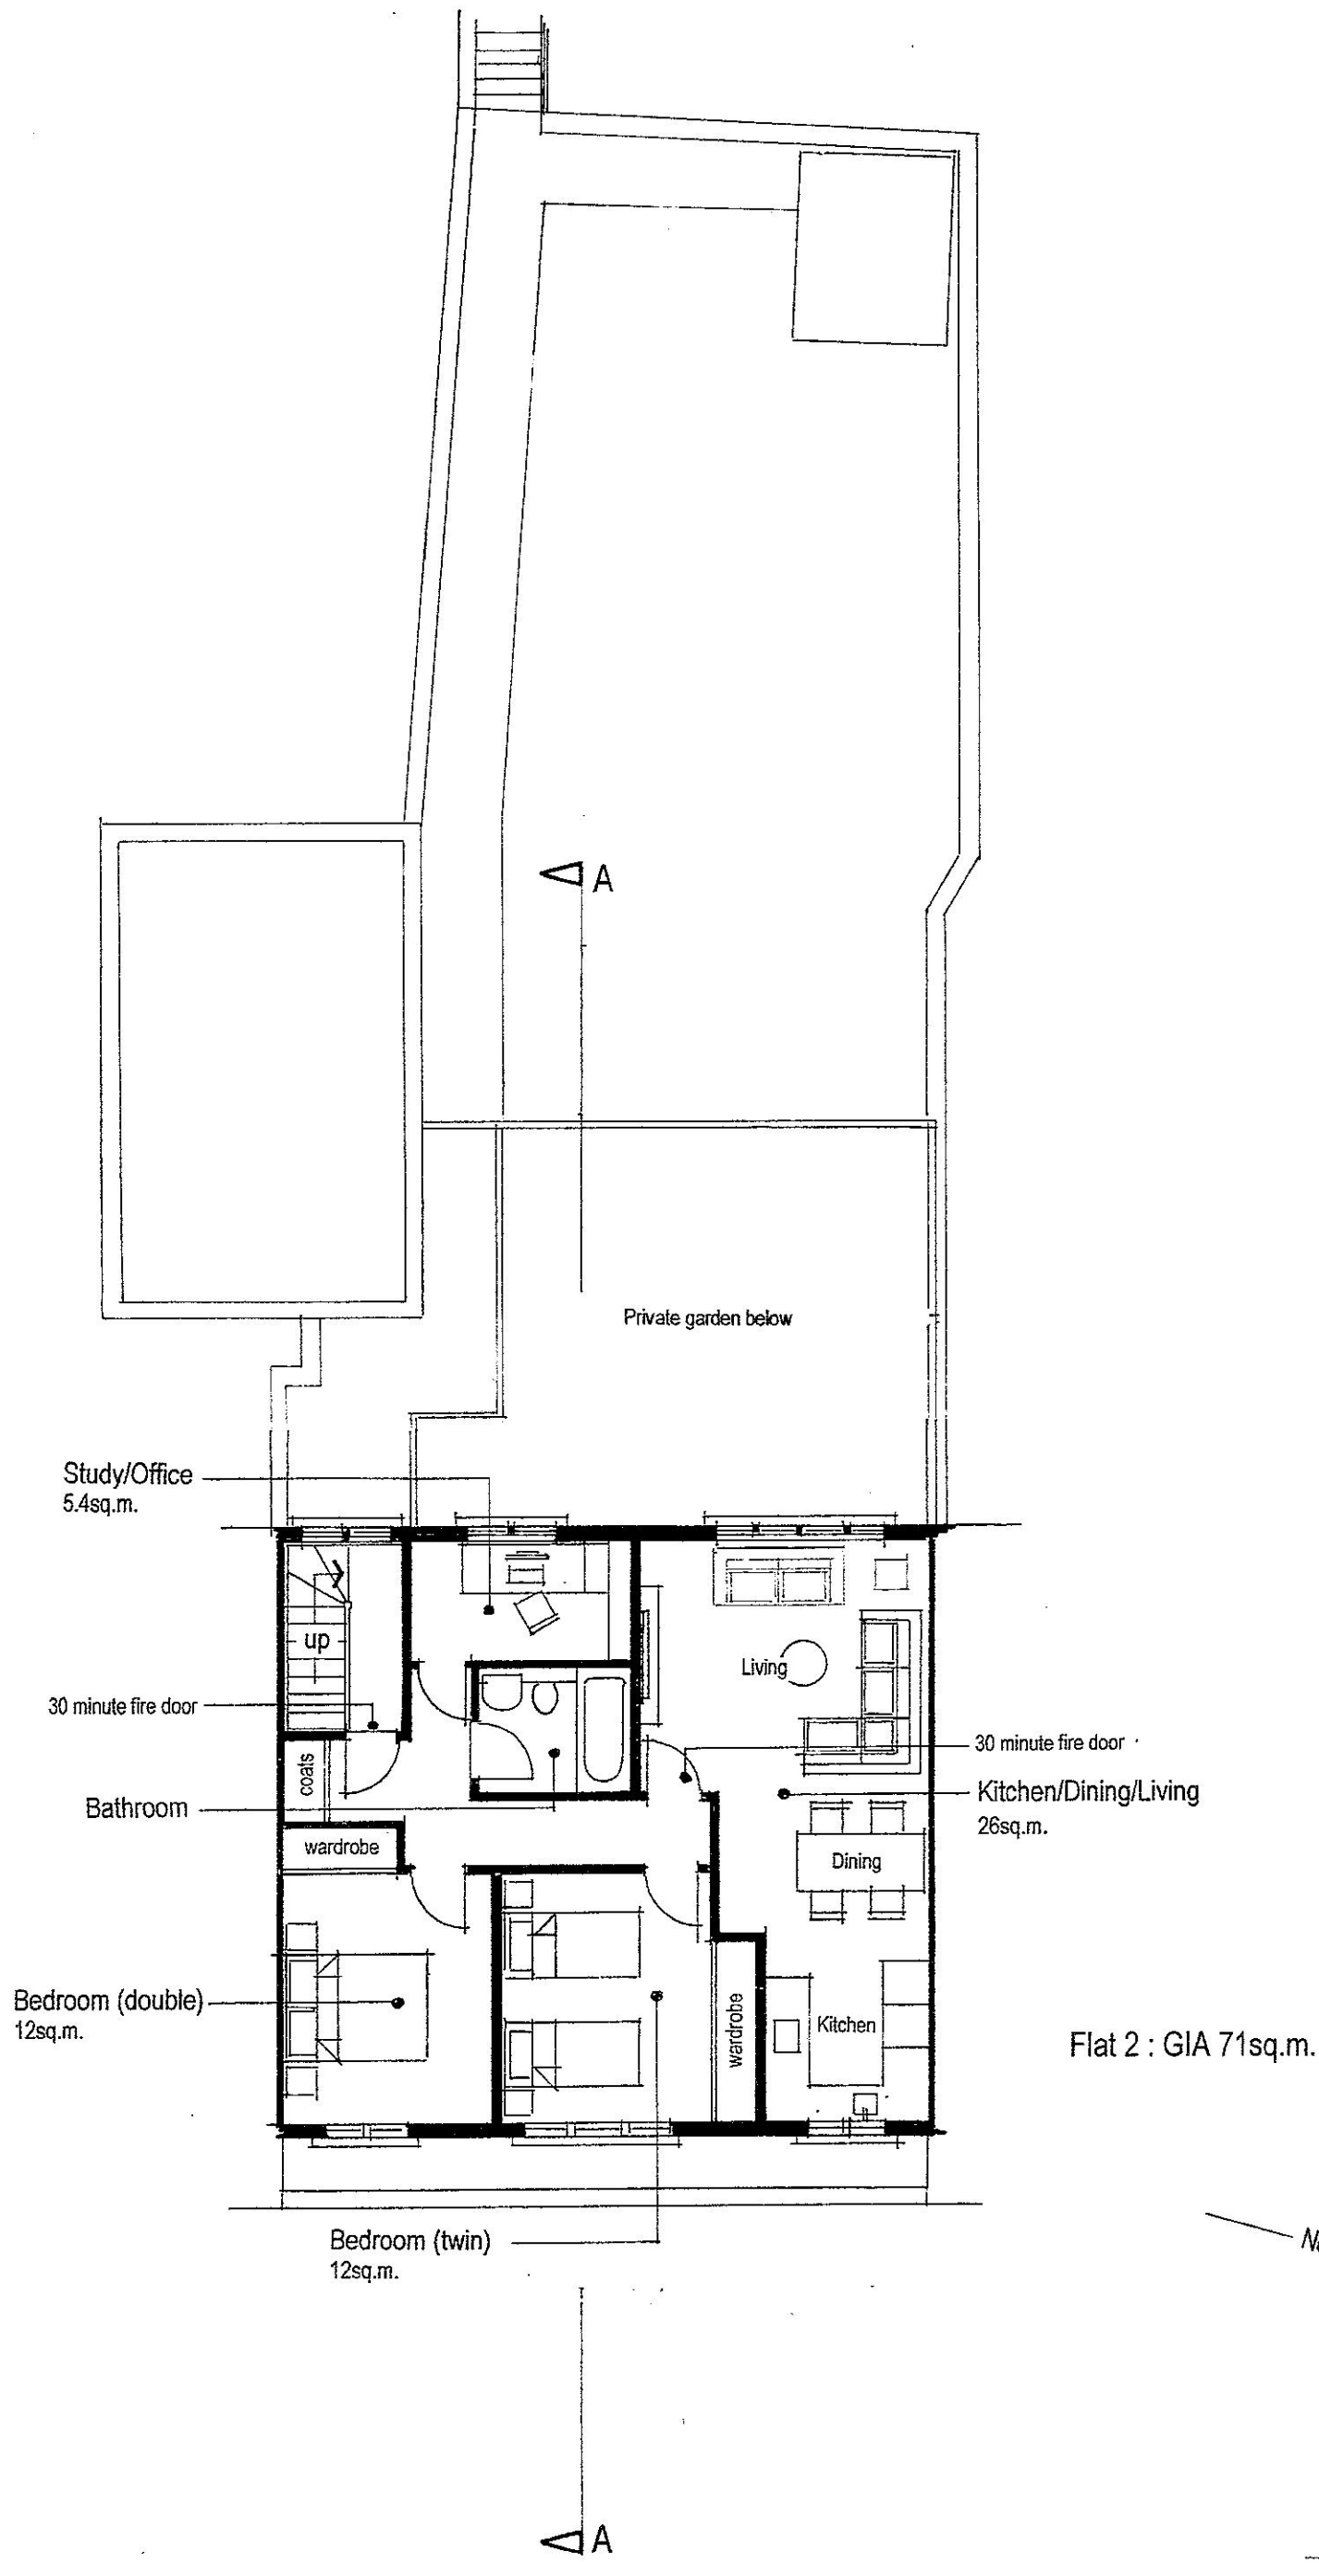 A
Private garden below
Study/Office
5.4sq.m.
up
Living
30 minute fire door
30 minute fire door
coats
Kitchen/Dining/Living
26sq.m.
Bathroom
wardrobe
Dining
Bedroom (double)
12sq.m.
wardrobe
Kitchen
Flat 2 : GIA 71sq.m.
Bedroom (twin)
12sq.m.
A